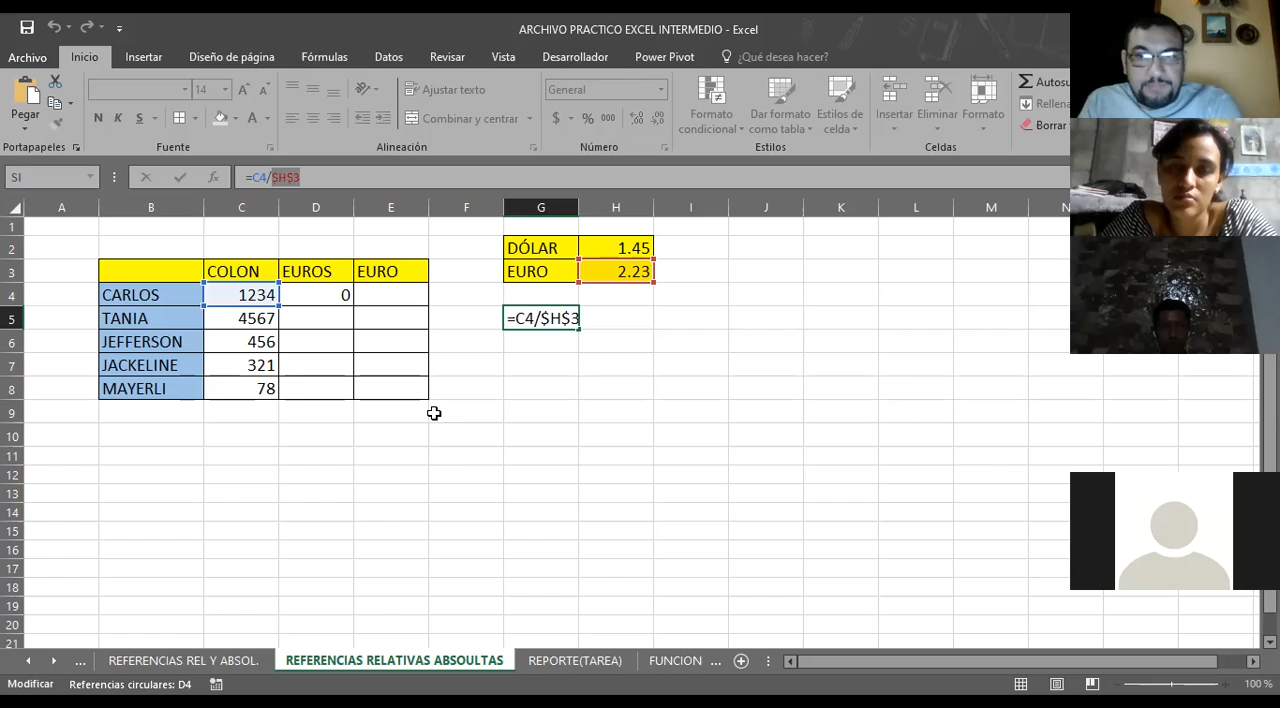 ARCHIVO PRACTICO EXCEL INTERMEDIO - Excel
Archivo Inicio Insertar Diseño de página Fórmulas Datos Revisar Vista Desarrollador Power Pivot ¿Qué desea hacer?
14 Ajustar texto General Autosu
Pegar N K S Combinar y centrar $ % 000 Formato condicional Dar formato como tabla Estilos de celda Insertar Eliminar Formato Rellena
Borrar
Portapapeles Fuente Alineación Número Estilos Celdas
SI =C4/$H$3
A B C D E F G H I J K L M N
1
2 DÓLAR 1.45
3 COLON EUROS EURO EURO 2.23
4 CARLOS 1234 0
5 TANIA 4567 =C4/$H$3
6 JEFFERSON 456
7 JACKELINE 321
8 MAYERLI 78
9
10
11
12
13
14
15
16
17
18
19
20
21
... REFERENCIAS REL Y ABSOL. REFERENCIAS RELATIVAS ABSOULTAS REPORTE(TAREA) FUNCION ...
Modificar Referencias circulares: D4 100 %